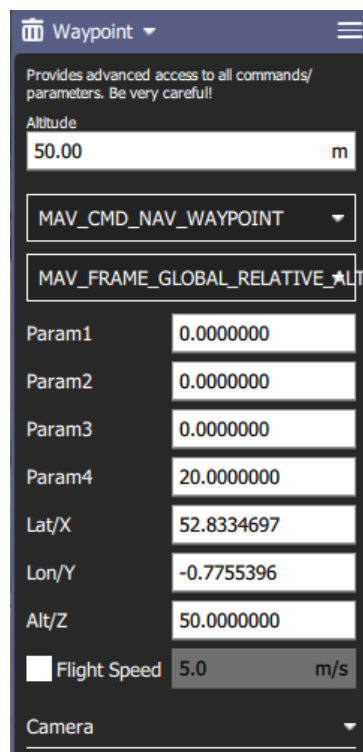 Waypoint
Provides advanced access to all commands/
parameters. Be very careful!
Altitude
50.00 m
MAV_CMD_NAV_WAYPOINT
MAV_FRAME_GLOBAL_RELATIVE_ALT
Param1 0.0000000
Param2 0.0000000
Param3 0.0000000
Param4 20.0000000
Lat/X 52.8334697
Lon/Y -0.7755396
Alt/Z 50.0000000
Flight Speed 5.0 m/s
Camera